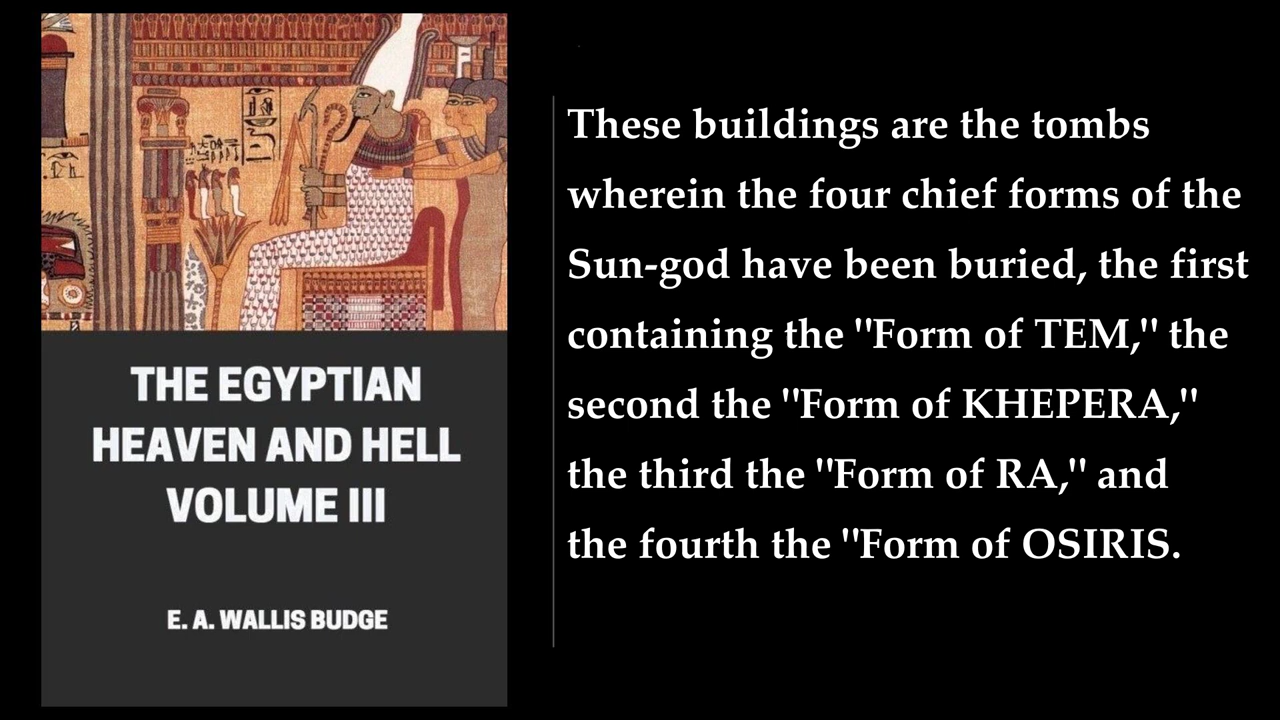 THE EGYPTIAN
HEAVEN AND HELL
VOLUME III
E. A. WALLIS BUDGE
These buildings are the tombs
wherein the four chief forms of the
Sun-god have been buried, the first
containing the "Form of TEM," the
second the "Form of KHEPERA,"
the third the "Form of RA," and
the fourth the "Form of OSIRIS.